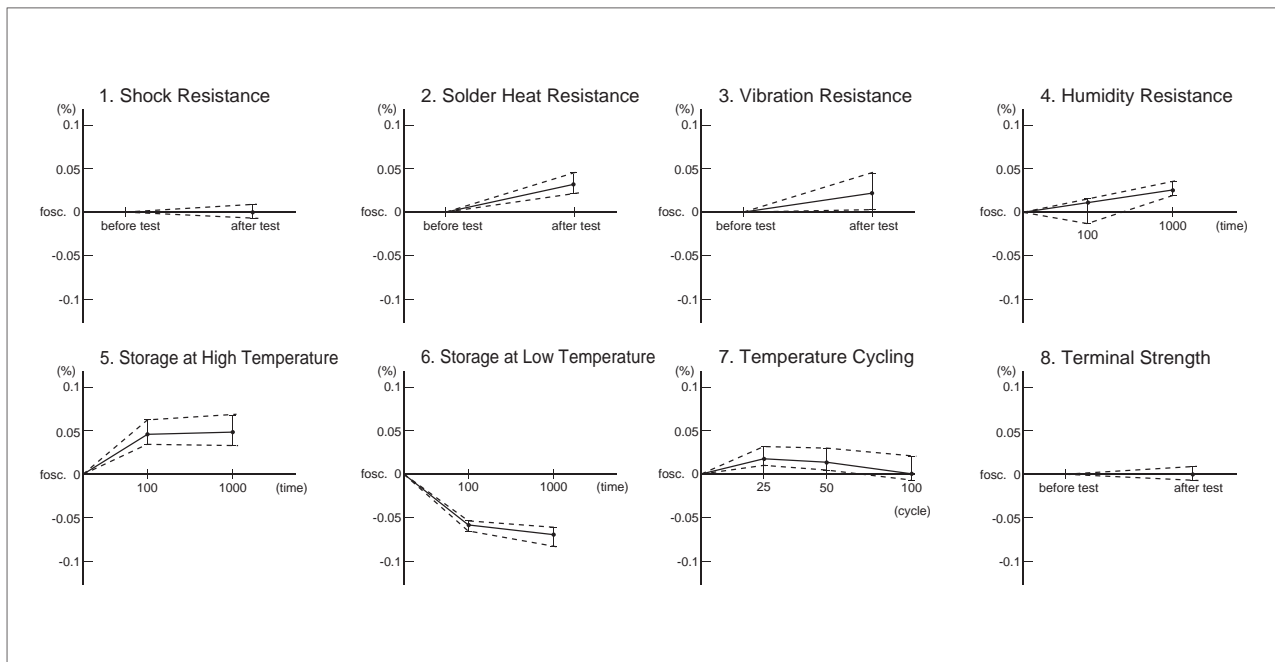 1. Shock Resistance
(%)
0.1
0.05
fosc. 0
before test after test
-0.05
-0.1
2. Solder Heat Resistance
(%)
0.1
0.05
fosc. 0
before test after test
-0.05
-0.1
3. Vibration Resistance
(%)
0.1
0.05
fosc. 0
before test after test
-0.05
-0.1
4. Humidity Resistance
(%)
0.1
0.05
fosc. 0
100 1000 (time)
-0.05
-0.1
5. Storage at High Temperature
(%)
0.1
0.05
fosc. 0
100 1000 (time)
-0.05
-0.1
6. Storage at Low Temperature
(%)
0.1
0.05
fosc. 0
100 1000 (time)
-0.05
-0.1
7. Temperature Cycling
(%)
0.1
0.05
fosc. 0
25 50 100
(cycle)
-0.05
-0.1
8. Terminal Strength
(%)
0.1
0.05
fosc. 0
before test after test
-0.05
-0.1